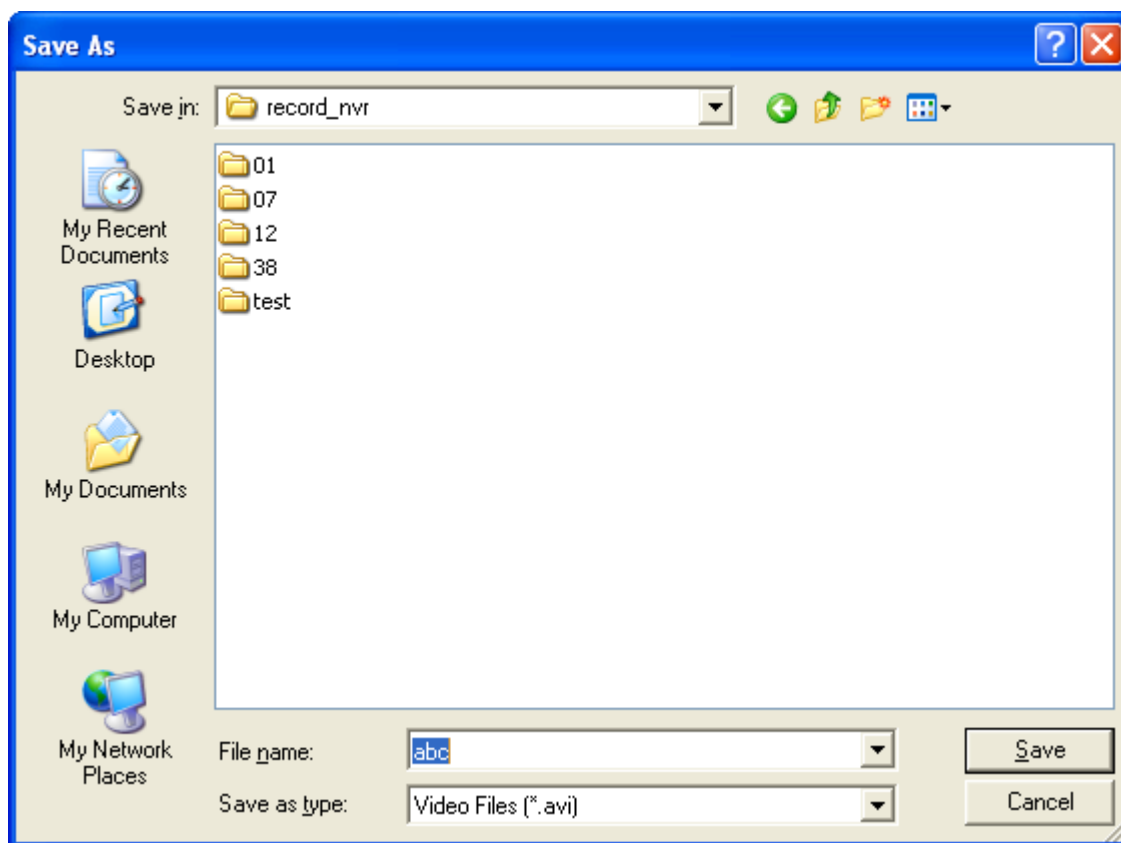 Save As
Save in: record_nvr
01
07
12
38
test
My Recent
Documents
Desktop
My Documents
My Computer
My Network
Places
File name: abc
Save
Save as type: Video Files (*.avi)
Cancel